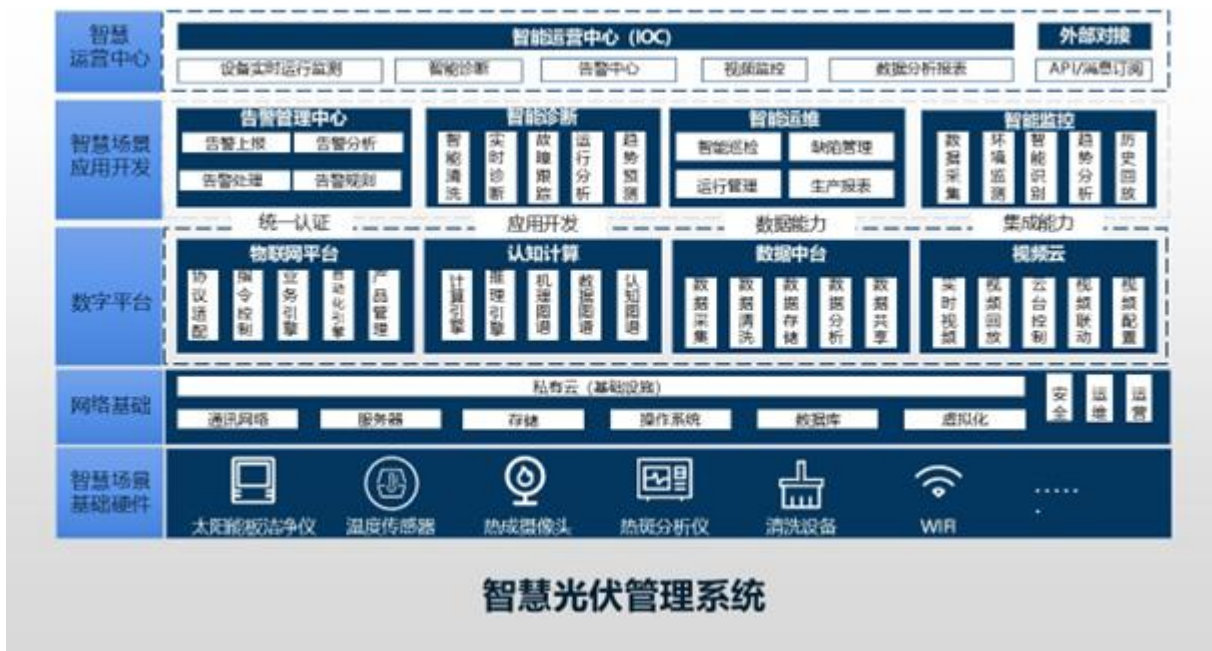 智慧
运营中心
智能运营中心（IOC）
外部对接
设备实时运行监测
智能诊断
告警中心
视频监控
数据分析报表
API/消息订阅
智慧场景
应用开发
告警管理中心
告警上报
告警分析
告警处理
告警规则
智能诊断
智能清洗
实时诊断
故障跟踪
运行分析
趋势预测
智能运维
智能巡检
缺陷管理
运行管理
生产报表
智能监控
数据采集
环境监测
智能识别
趋势分析
历史回放
统一认证
应用开发
数据能力
集成能力
数字平台
物联网平台
协议适配
指令控制
业务引擎
自动化引擎
产品管理
认知计算
计算引擎
推理引擎
机理图谱
数据图谱
认知图谱
数据中台
数据采集
数据清洗
数据存储
数据分析
数据共享
视频云
实时视频
视频回放
云台控制
视频联动
视频配置
网络基础
私有云（基础设施）
安全
运维
运营
通讯网络
服务器
存储
操作系统
数据库
虚拟化
智慧场景
基础硬件
太阳能板洁净仪
温度传感器
热成摄像头
热斑分析仪
清洗设备
WIFI
......
智慧光伏管理系统